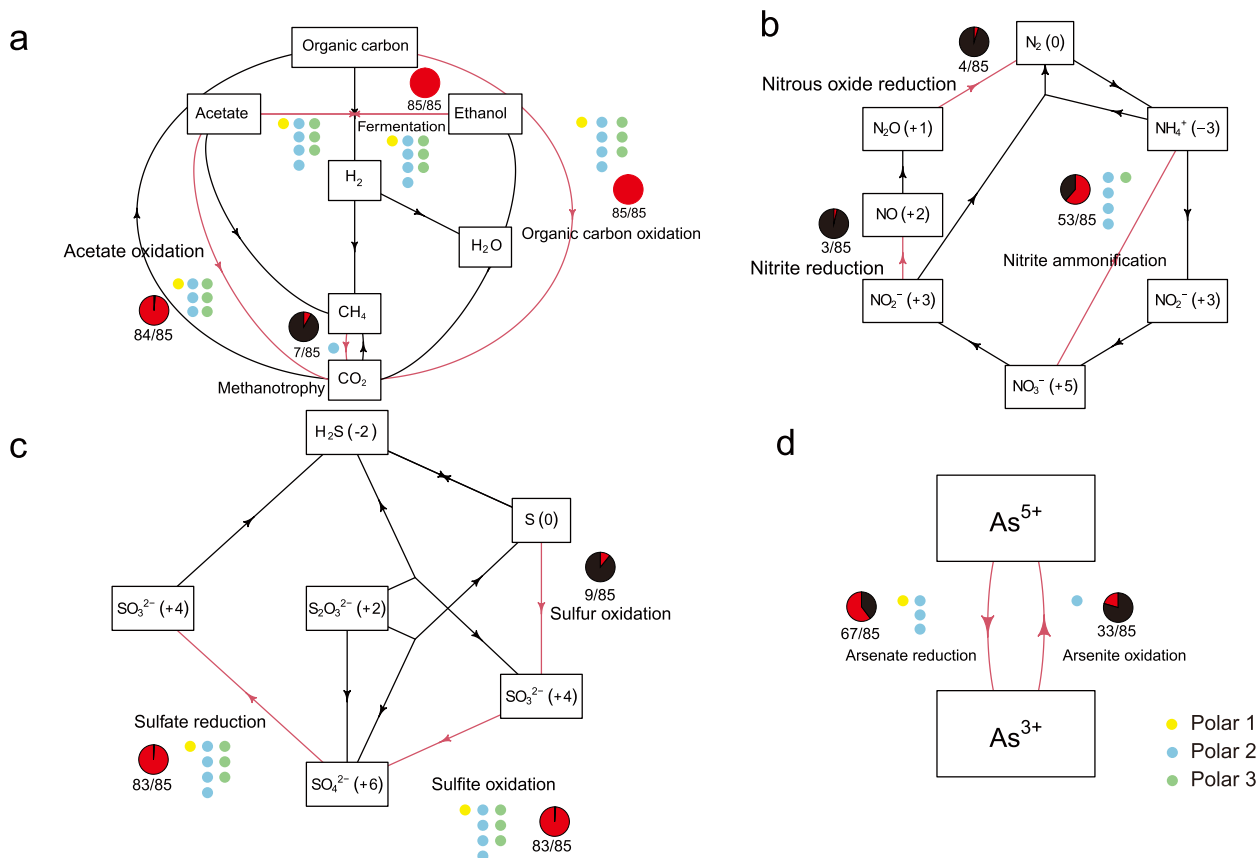 a
Organic carbon
85/85
Acetate
Ethanol
Fermentation
H₂
85/85
Organic carbon oxidation
H₂O
Acetate oxidation
84/85
CH₄
7/85
Methanotrophy
CO₂
b
N₂ (0)
4/85
Nitrous oxide reduction
N₂O (+1)
NH₄⁺ (−3)
NO (+2)
53/85
3/85
Nitrite reduction
Nitrite ammonification
NO₂⁻ (+3)
NO₂⁻ (+3)
NO₃⁻ (+5)
c
H₂S (-2)
S (0)
9/85
Sulfur oxidation
SO₃²⁻ (+4)
S₂O₃²⁻ (+2)
SO₃²⁻ (+4)
Sulfate reduction
83/85
SO₄²⁻ (+6)
Sulfite oxidation
83/85
d
As⁵⁺
67/85
Arsenate reduction
33/85
Arsenite oxidation
As³⁺
Polar 1
Polar 2
Polar 3